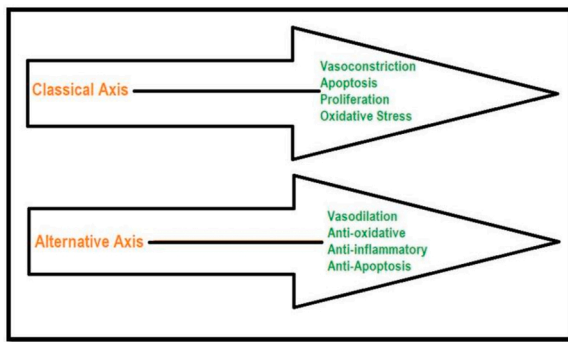 Classical Axis
Vasoconstriction
Apoptosis
Proliferation
Oxidative Stress
Alternative Axis
Vasodilation
Anti-oxidative
Anti-inflammatory
Anti-Apoptosis